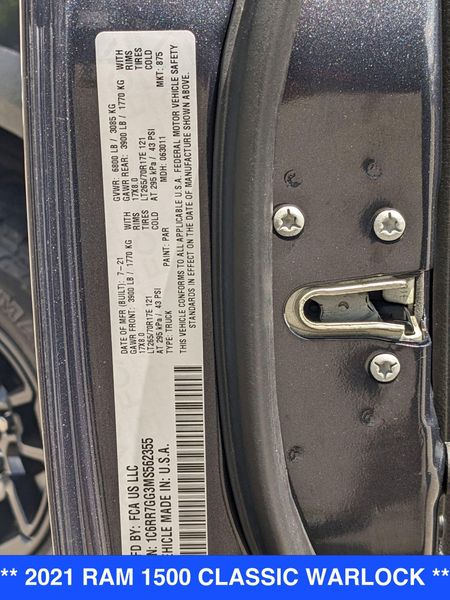 MFD BY: FCA US LLC
DATE OF MFR (BUILT): 7-21 GVWR: 6800 LB / 3085 KG
GAWR FRONT: 3900 LB / 1770 KG WITH GAWR REAR: 3900 LB / 1770 KG WITH
17X8.0 RIMS 17X8.0 RIMS
LT265/70R17E 121 TIRES LT265/70R17E 121 TIRES
AT 295 kPa / 43 PSI COLD AT 295 kPa / 43 PSI COLD
1C6RR7GG3MS562355 TYPE: TRUCK PAINT: PAR MDH: 063011 MKT: 875
VEHICLE MADE IN: U.S.A. THIS VEHICLE CONFORMS TO ALL APPLICABLE U.S.A. FEDERAL MOTOR VEHICLE SAFETY
STANDARDS IN EFFECT ON THE DATE OF MANUFACTURE SHOWN ABOVE.
** 2021 RAM 1500 CLASSIC WARLOCK **